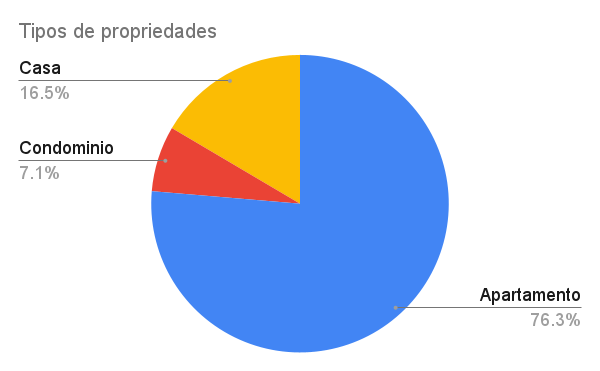 Tipos de propriedades
Casa
16.5%
Condominio
7.1%
Apartamento
76.3%